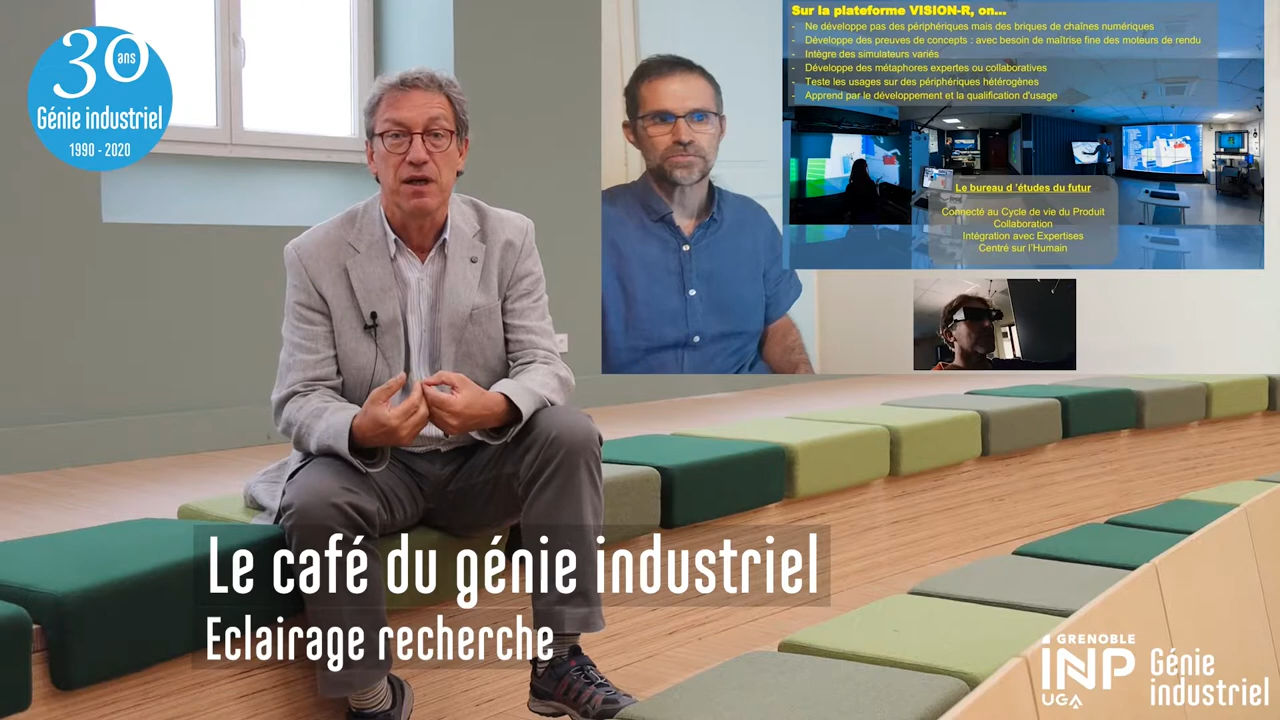 30
ans
Génie industriel
1990 - 2020
Sur la plateforme VISION-R, on...
- Ne développe pas des périphériques mais des briques de chaînes numériques
- Développe des preuves de concepts : avec besoin de maîtrise fine des moteurs de rendu
- Intègre des simulateurs variés
- Développe des métaphores expertes ou collaboratives
- Teste les usages sur des périphériques hétérogènes
- Apprend par le développement et la qualification d'usage
Le bureau d 'études du futur
Connecté au Cycle de vie du Produit
Collaboration
Intégration avec Expertises
Centré sur l'Humain
Le café du génie industriel
Eclairage recherche
GRENOBLE
INP
UGA
Génie
industriel